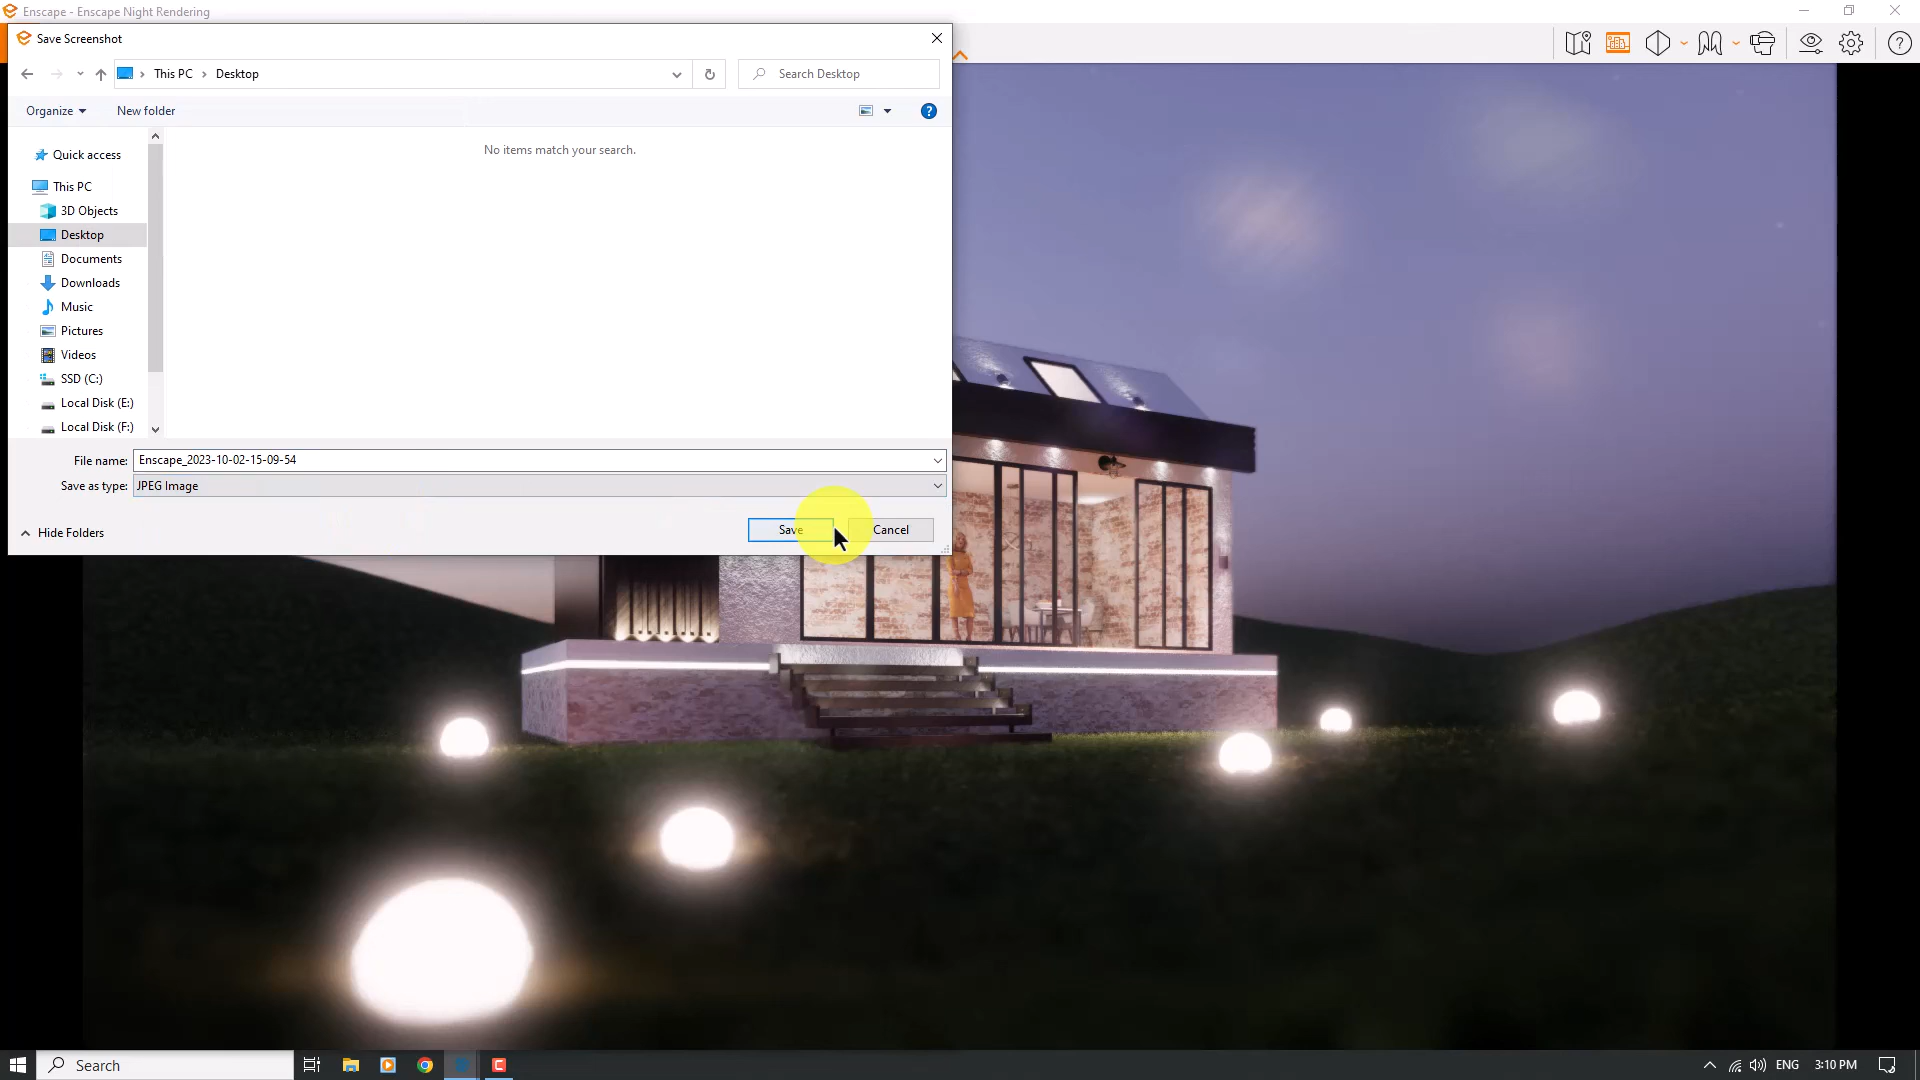 Enscape - Enscape Night Rendering
Save Screenshot
This PC
Desktop
Search Desktop
Organize
New folder
No items match your search.
Quick access
This PC
3D Objects
Desktop
Documents
Downloads
Music
Pictures
Videos
SSD (C:)
Local Disk (E:)
Local Disk (F:)
File name: Enscape_2023-10-02-15-09-54
Save as type: JPEG Image
Hide Folders
Save
Cancel
Search
ENG
3:10 PM